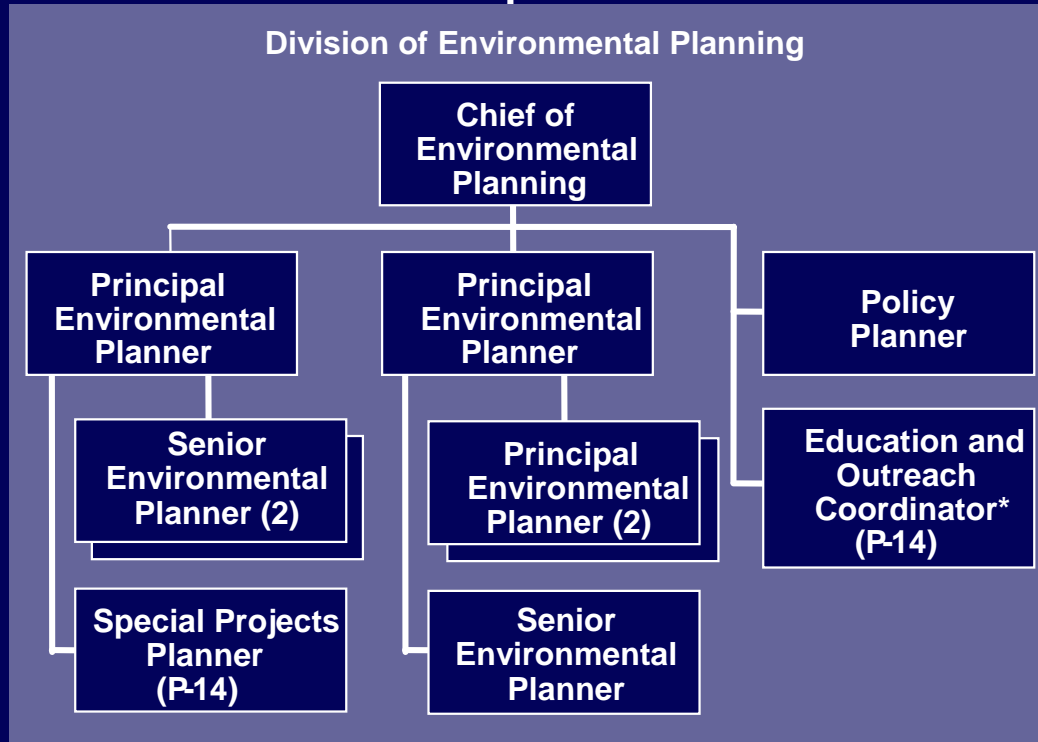 Division of Environmental Planning
Chief of
Environmental
Planning
Principal
Environmental
Planner
Principal
Environmental
Planner
Policy
Planner
Senior
Environmental
Planner (2)
Principal
Environmental
Planner (2)
Education and
Outreach
Coordinator*
(P-14)
Special Projects
Planner
(P-14)
Senior
Environmental
Planner